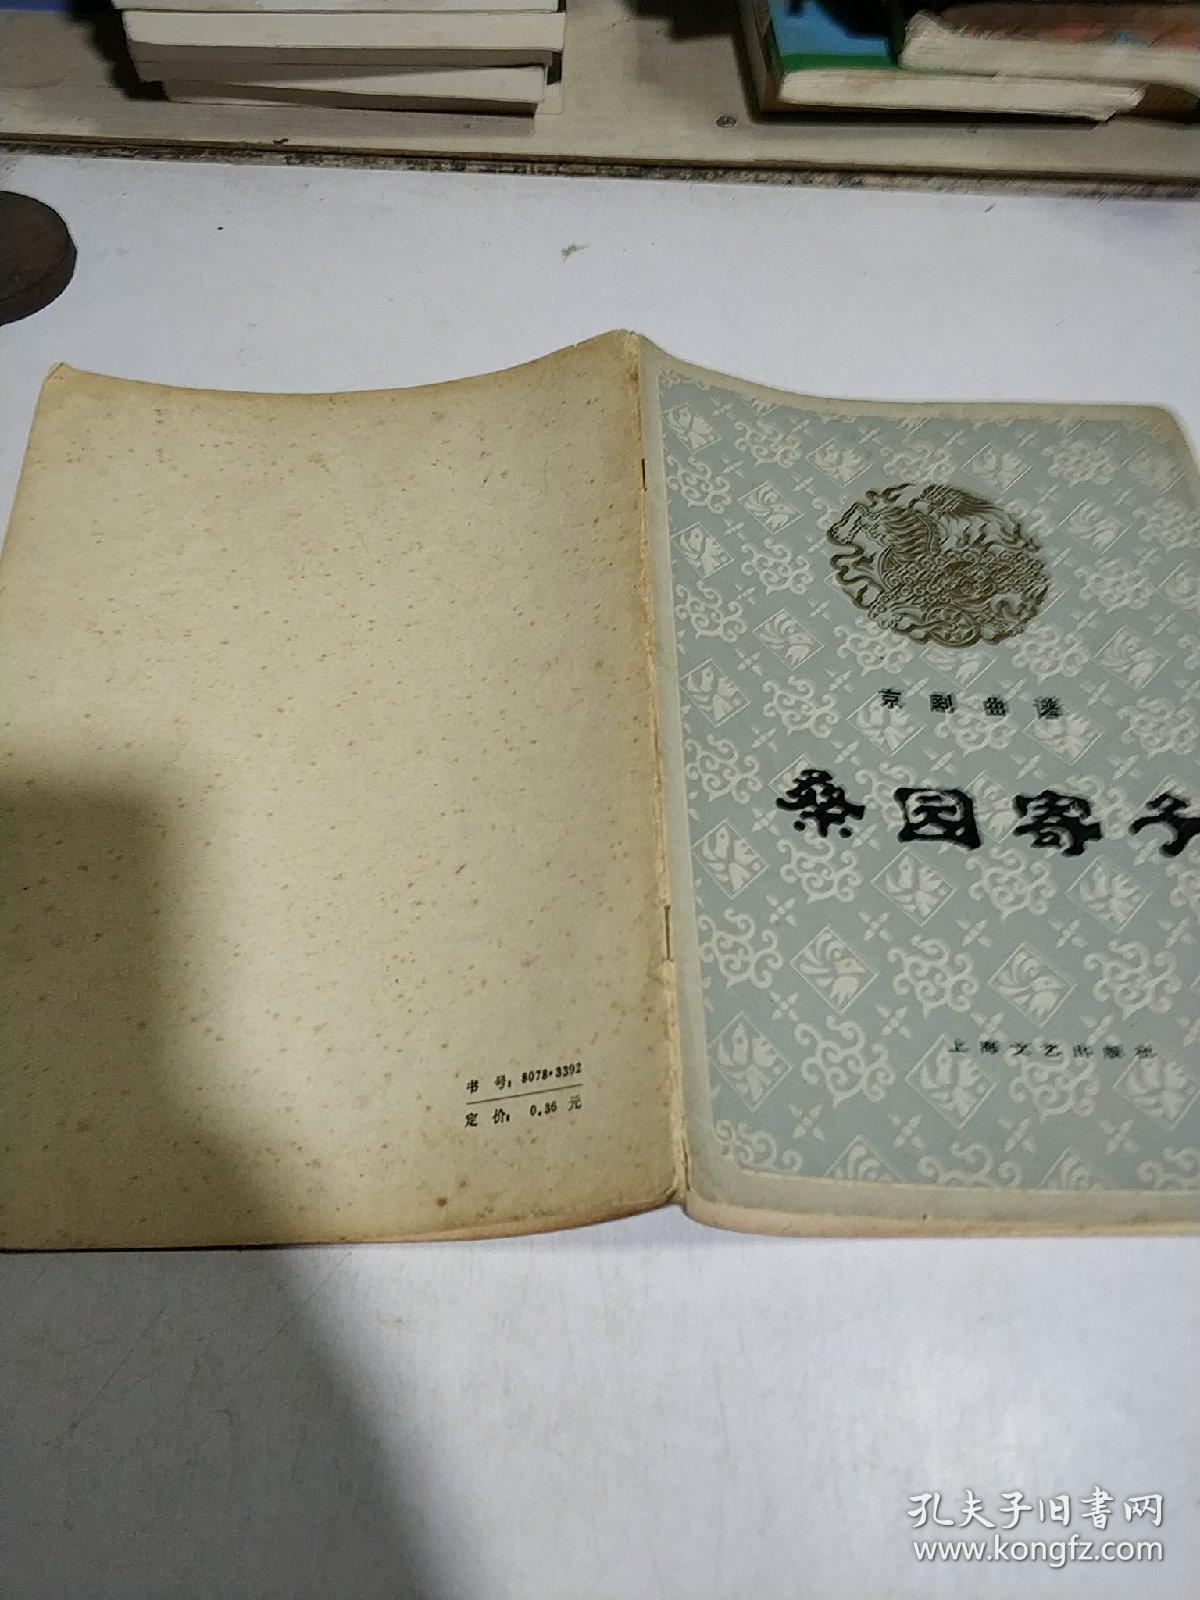 京剧曲谱
桑园寄子
上海文艺出版社
书号：8078·3392
定价：0.36元
孔夫子旧书网
www.kongfz.com